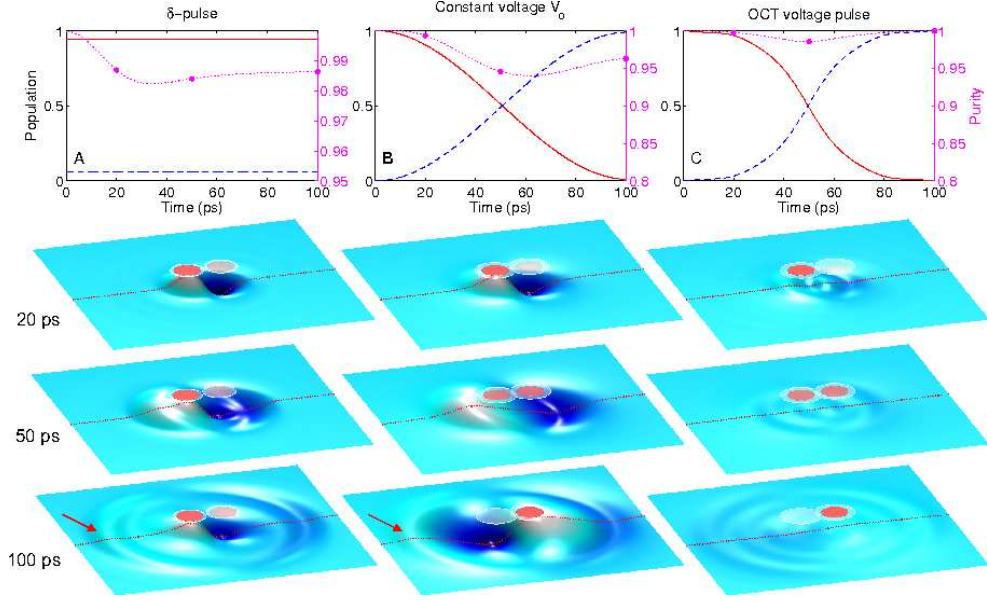 δ-pulse
Constant voltage V₀
OCT voltage pulse
1
0.5
0
Population
0.99
0.98
0.97
0.96
0.95
A
0 20 40 60 80 100
Time (ps)
1
0.5
0
1
0.95
0.9
0.85
0.8
B
0 20 40 60 80 100
Time (ps)
1
0.5
0
1
0.95
0.9
0.85
0.8
Purity
C
0 20 40 60 80 100
Time (ps)
20 ps
50 ps
100 ps